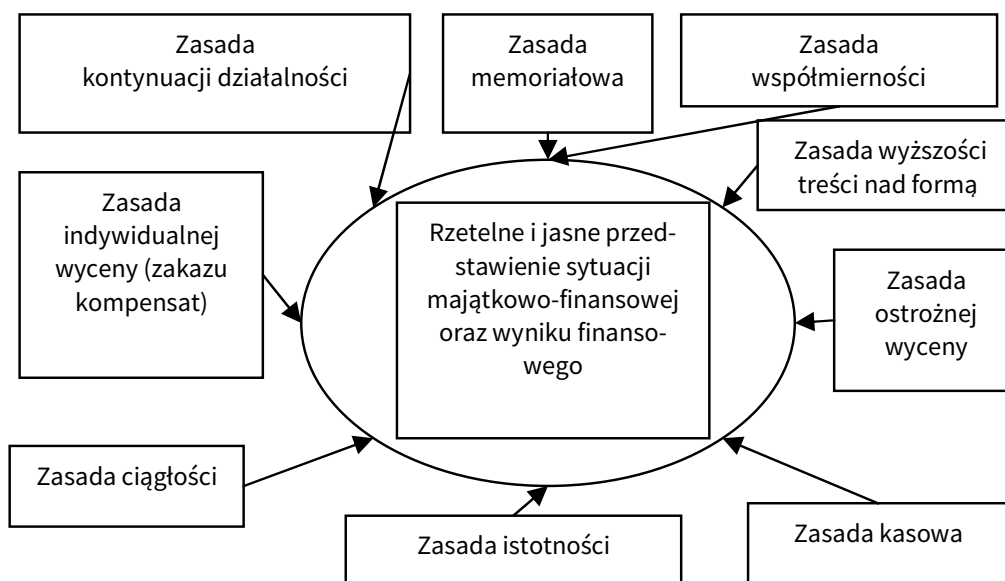 Zasada
kontynuacji działalności
Zasada
memoriałowa
Zasada
współmierności
Zasada wyższości
treści nad formą
Zasada
indywidualnej
wyceny (zakazu
kompensat)
Rzetelne i jasne przed-
stawienie sytuacji
majątkowo-finansowej
oraz wyniku finanso-
wego
Zasada
ostrożnej
wyceny
Zasada ciągłości
Zasada istotności
Zasada kasowa